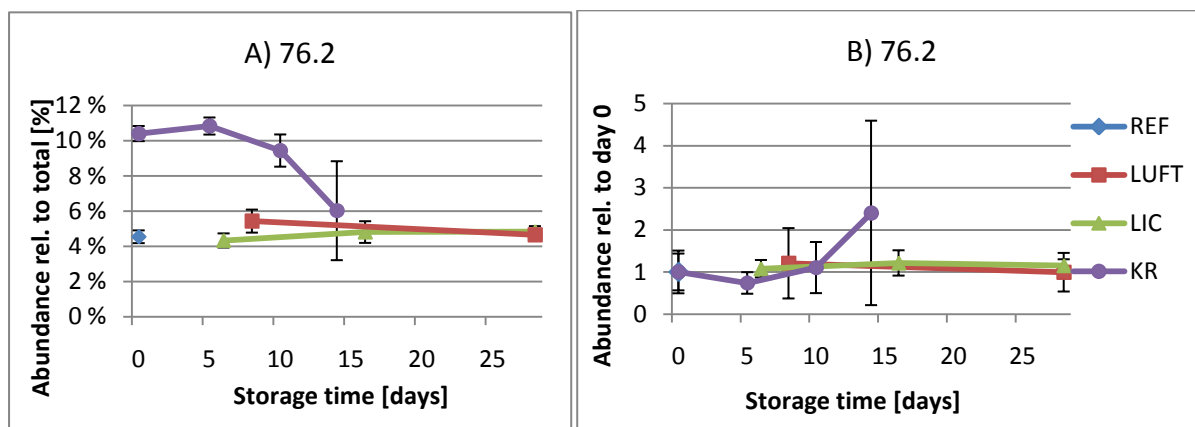 A) 76.2
Abundance rel. to total [%]
12 %
10 %
8 %
6 %
4 %
2 %
0 %
0 5 10 15 20 25
Storage time [days]
B) 76.2
Abundance rel. to day 0
5
4
3
2
1
0
0 5 10 15 20 25
Storage time [days]
REF
LUFT
LIC
KR